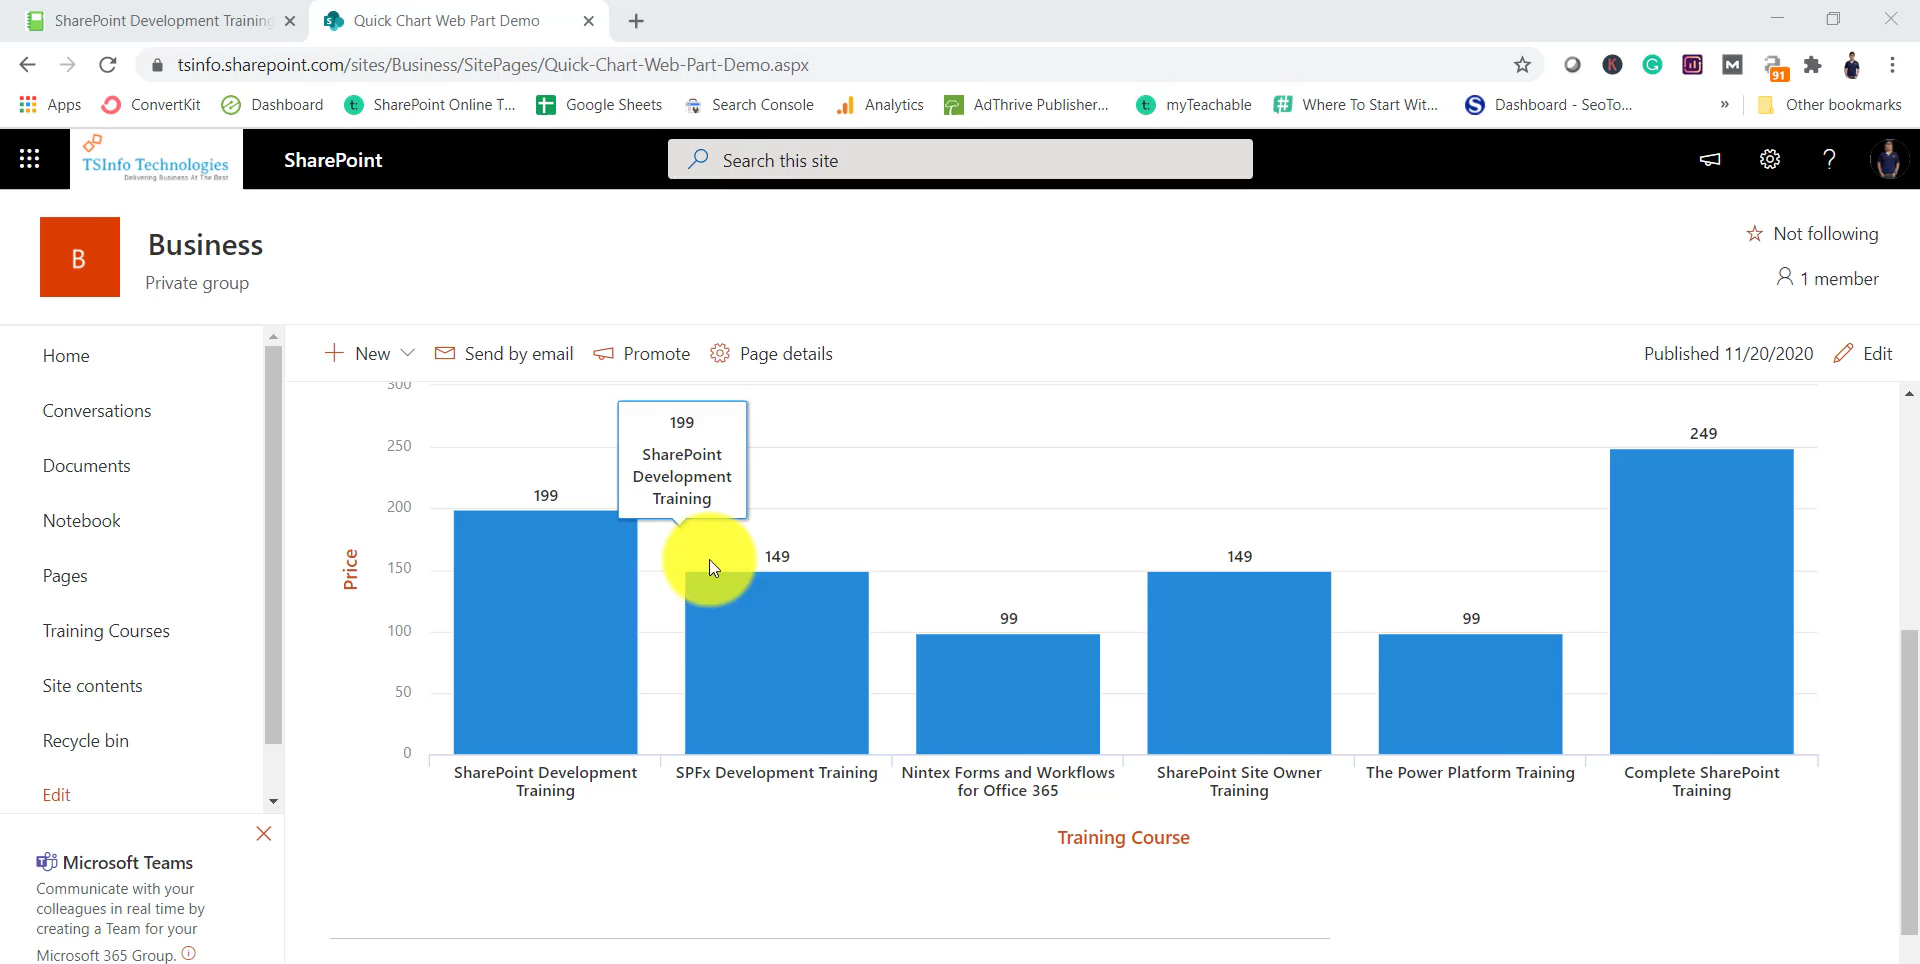 SharePoint Development Training
Quick Chart Web Part Demo
tsinfo.sharepoint.com/sites/Business/SitePages/Quick-Chart-Web-Part-Demo.aspx
91
Apps
ConvertKit
Dashboard
SharePoint Online T...
Google Sheets
Search Console
Analytics
AdThrive Publisher...
myTeachable
Where To Start Wit...
Dashboard - SeoTo...
»
Other bookmarks
TSInfo Technologies
Delivering Business At The Best
SharePoint
Search this site
?
B
Business
Private group
Not following
1 member
Home
Conversations
Documents
Notebook
Pages
Training Courses
Site contents
Recycle bin
Edit
Microsoft Teams
Communicate with your
colleagues in real time by
creating a Team for your
Microsoft 365 Group.
New
Send by email
Promote
Page details
Published 11/20/2020
Edit
300
250
200
150
100
50
0
Price
199
SharePoint
Development
Training
199
149
99
149
99
249
SharePoint Development
Training
SPFx Development Training
Nintex Forms and Workflows
for Office 365
SharePoint Site Owner
Training
The Power Platform Training
Complete SharePoint
Training
Training Course